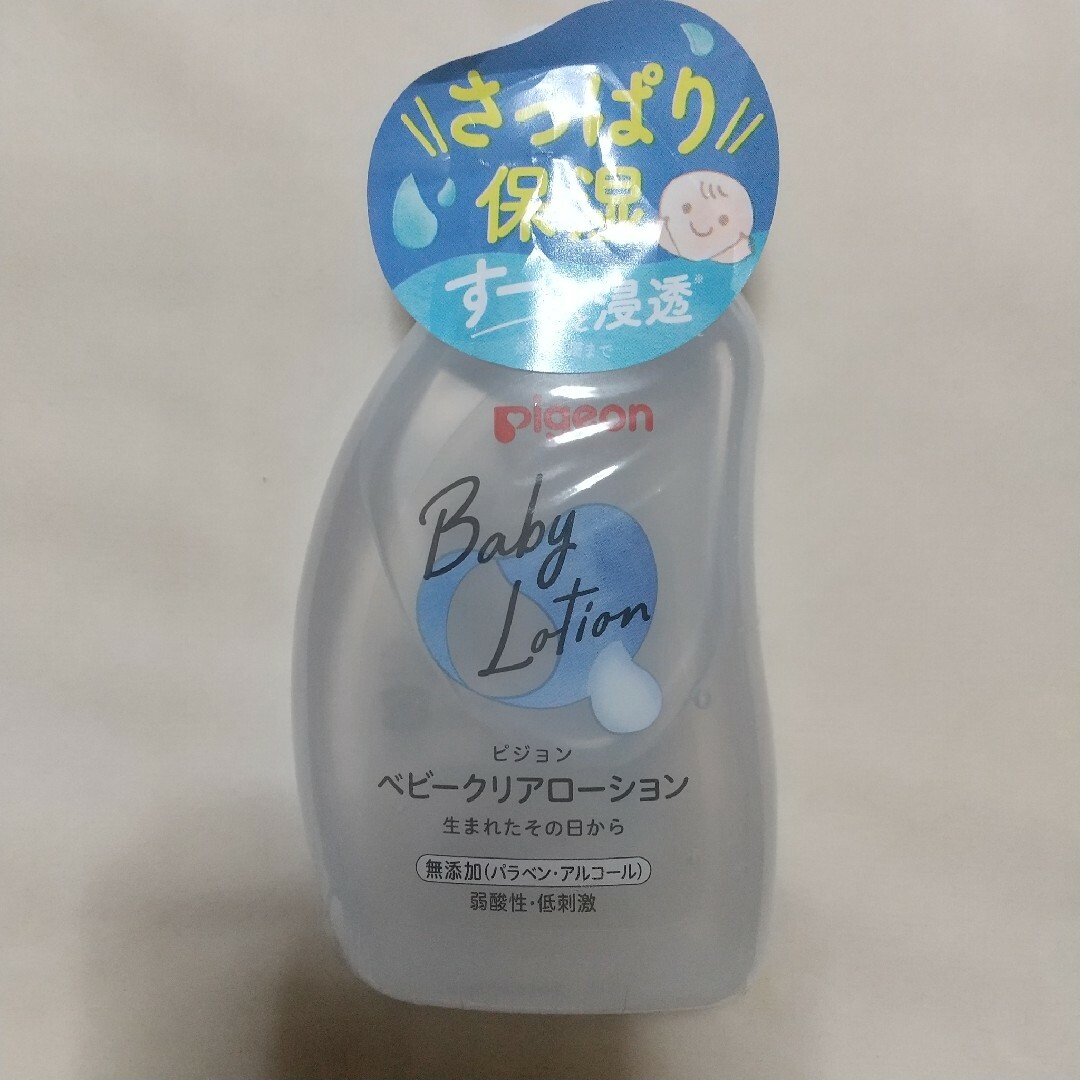 さっぱり
保湿
すーっと浸透※
まで
Pigeon
Baby
Lotion
ピジョン
ベビークリアローション
生まれたその日から
無添加(パラベン・アルコール)
弱酸性・低刺激